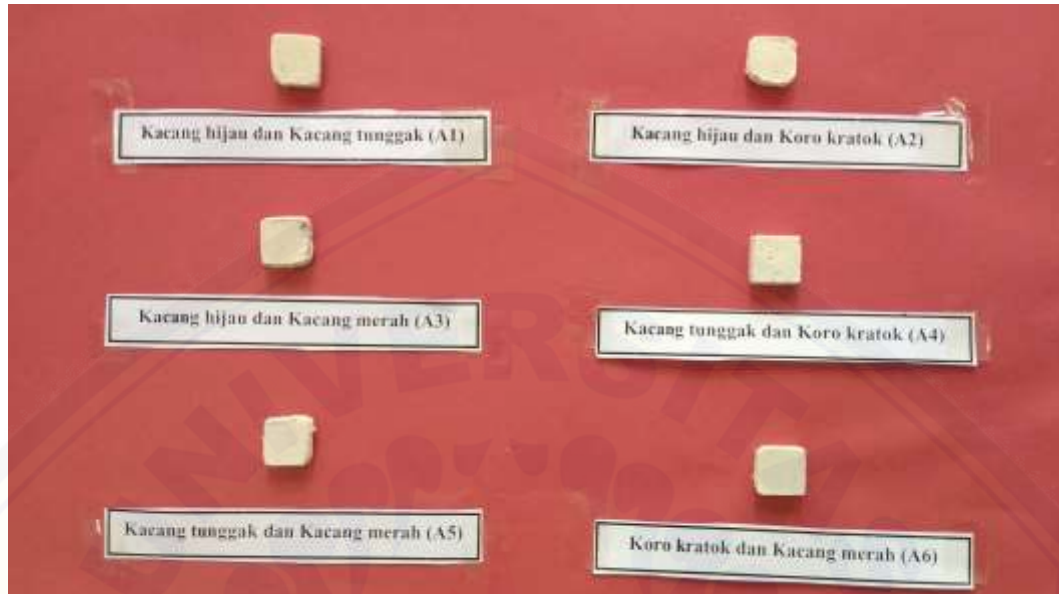 Kacang hijau dan Kacang tunggak (A1)
Kacang hijau dan Koro kratok (A2)
Kacang hijau dan Kacang merah (A3)
Kacang tunggak dan Koro kratok (A4)
Kacang tunggak dan Kacang merah (A5)
Koro kratok dan Kacang merah (A6)
UNIVERSITA